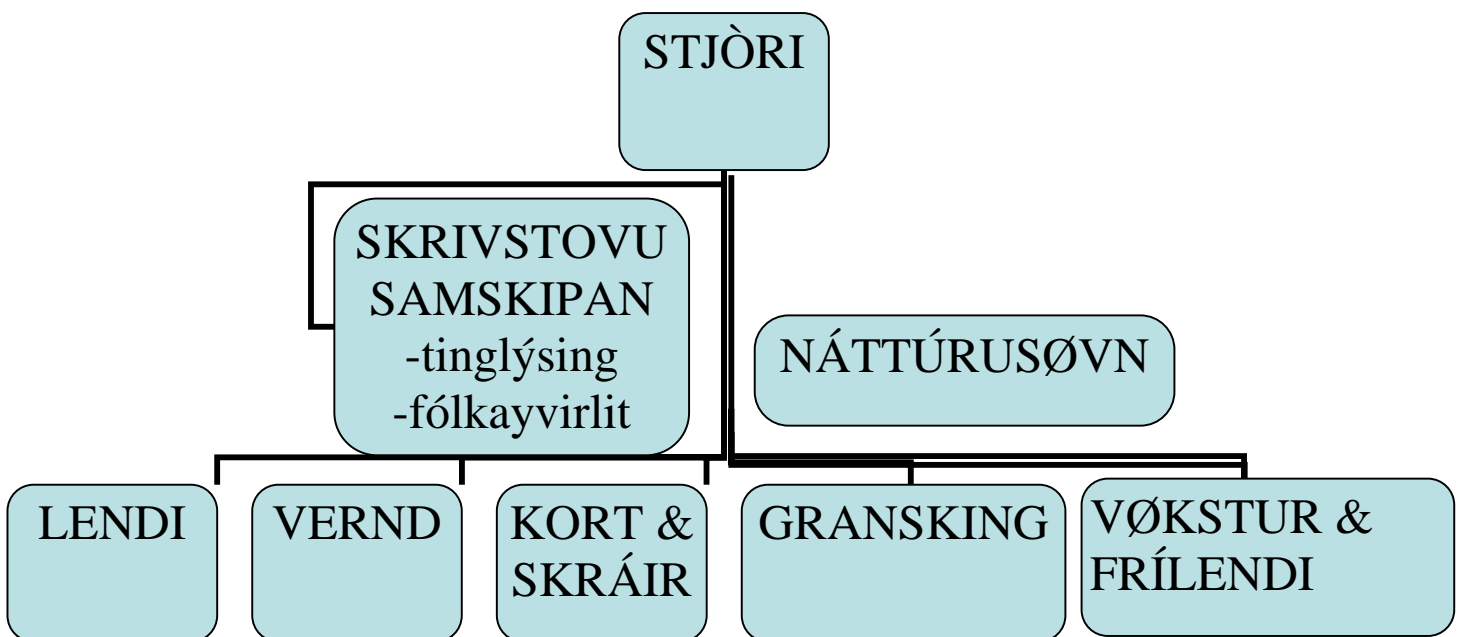 STJÒRI
SKRIVSTOVU
SAMSKIPAN
-tinglýsing
-fólkayvirlit
NÁTTÚRUSØVN
LENDI
VERND
KORT &
SKRÁIR
GRANSKING
VØKSTUR &
FRÍLENDI